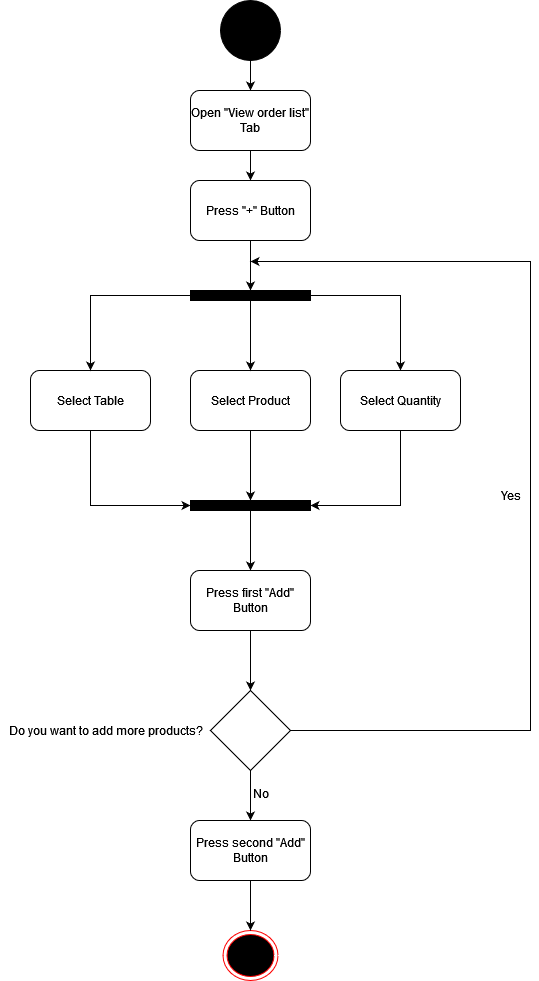 Open "View order list"
Tab
Press "+" Button
Select Table
Select Product
Select Quantity
Yes
Press first "Add"
Button
Do you want to add more products?
No
Press second "Add"
Button